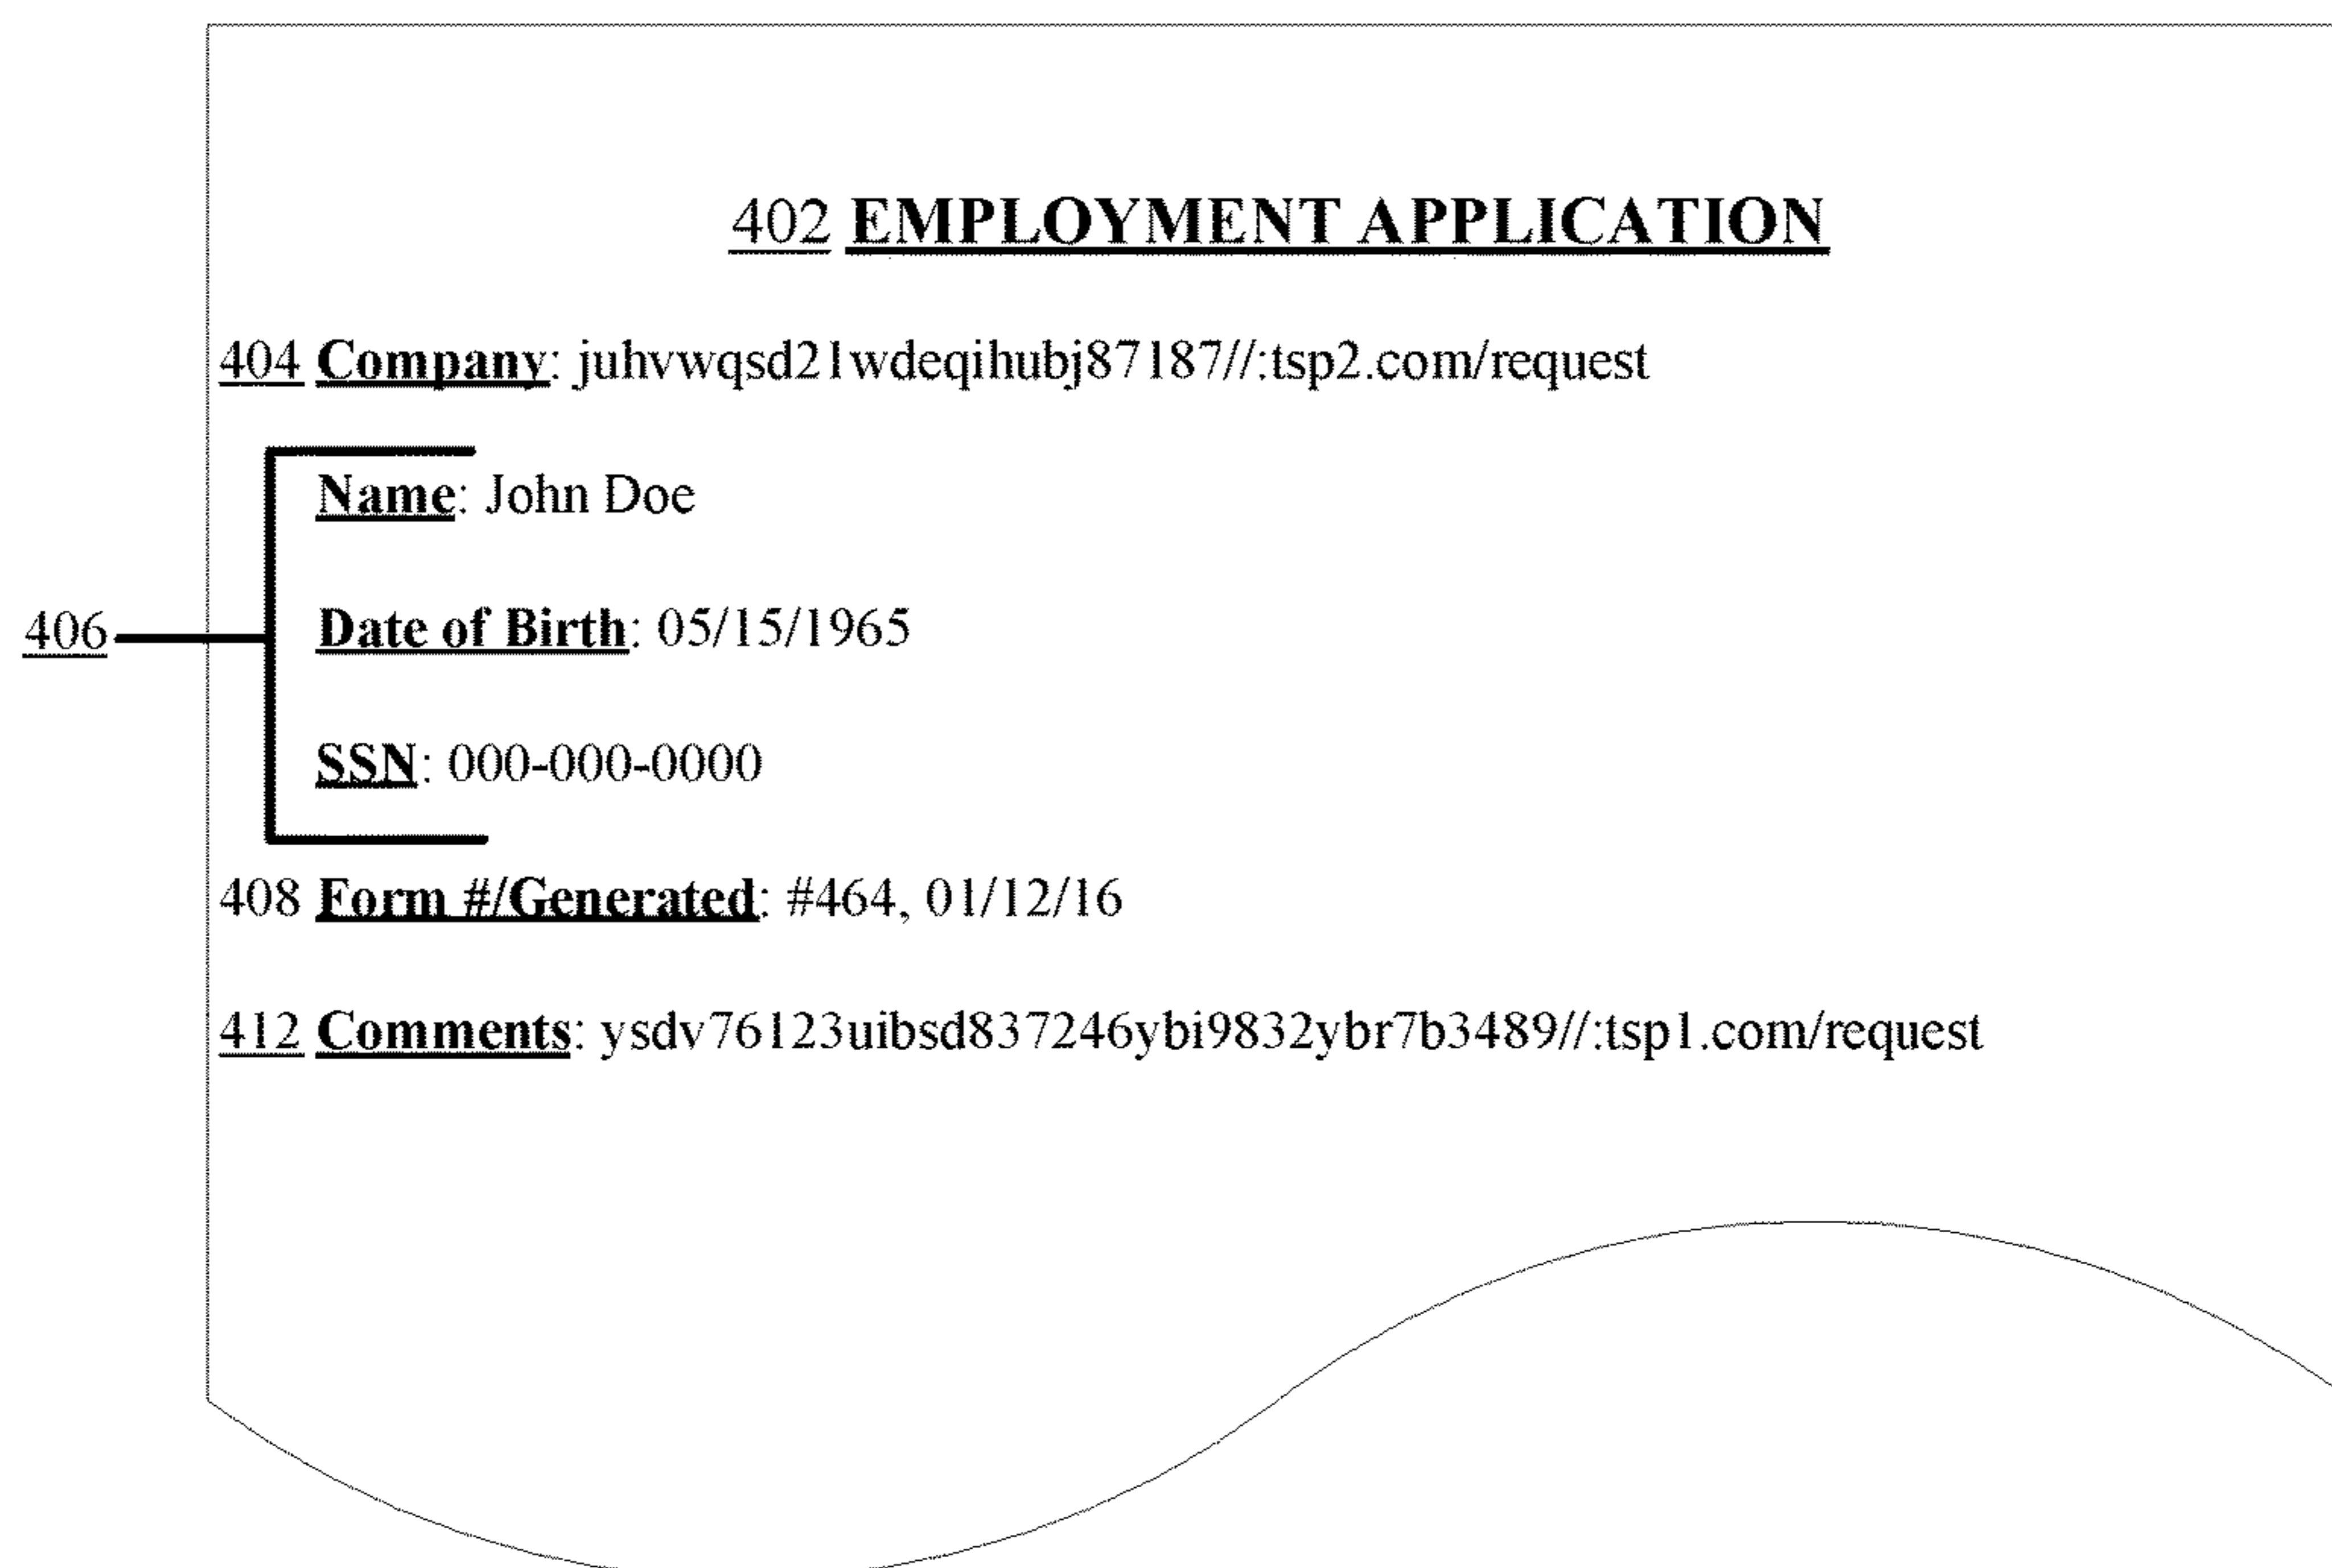 402 EMPLOYMENT APPLICATION
404 Company: juhvwqsd21wdeqihubj87187//:tsp2.com/request
Name: John Doe
406 Date of Birth: 05/15/1965
SSN: 000-000-0000
408 Form #/Generated: #464, 01/12/16
412 Comments: ysdv76123uibsd837246ybi9832ybr7b3489//:tsp1.com/request